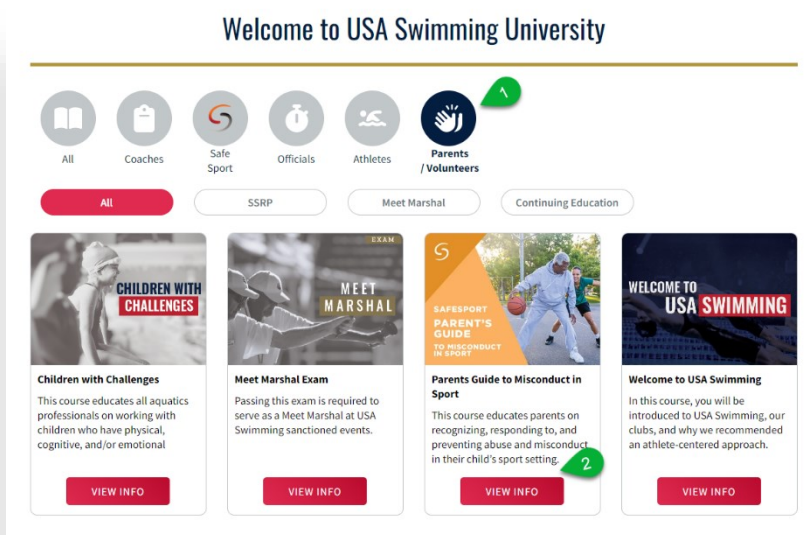 Welcome to USA Swimming University
1
All
Coaches
Safe
Sport
Officials
Athletes
Parents
/ Volunteers
All
SSRP
Meet Marshal
Continuing Education
CHILDREN WITH
CHALLENGES
EXAM
MEET
MARSHAL
SAFESPORT
PARENT'S
GUIDE
TO MISCONDUCT
IN SPORT
WELCOME TO
USA SWIMMING
Children with Challenges
This course educates all aquatics
professionals on working with
children who have physical,
cognitive, and/or emotional
VIEW INFO
Meet Marshal Exam
Passing this exam is required to
serve as a Meet Marshal at USA
Swimming sanctioned events.
VIEW INFO
Parents Guide to Misconduct in
Sport
This course educates parents on
recognizing, responding to, and
preventing abuse and misconduct
in their child's sport setting.
2
VIEW INFO
Welcome to USA Swimming
In this course, you will be
introduced to USA Swimming, our
clubs, and why we recommended
an athlete-centered approach.
VIEW INFO